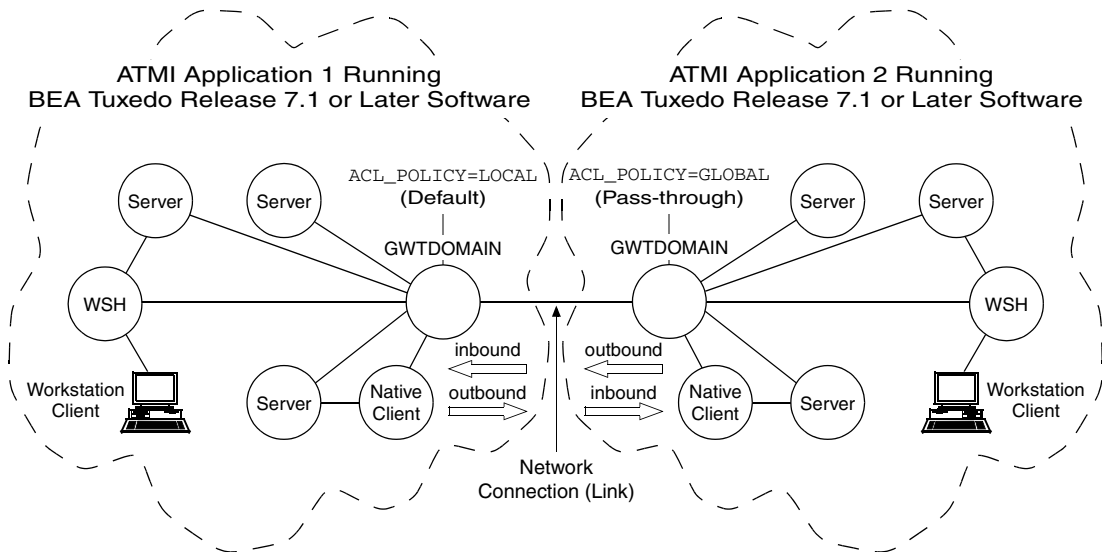 ATMI Application 1 Running
BEA Tuxedo Release 7.1 or Later Software
ATMI Application 2 Running
BEA Tuxedo Release 7.1 or Later Software
ACL_POLICY=LOCAL
(Default)
ACL_POLICY=GLOBAL
(Pass-through)
Server
Server
Server
Server
GWTDOMAIN
GWTDOMAIN
WSH
WSH
inbound
outbound
outbound
inbound
Workstation
Client
Server
Native
Client
Native
Client
Server
Workstation
Client
Network
Connection (Link)